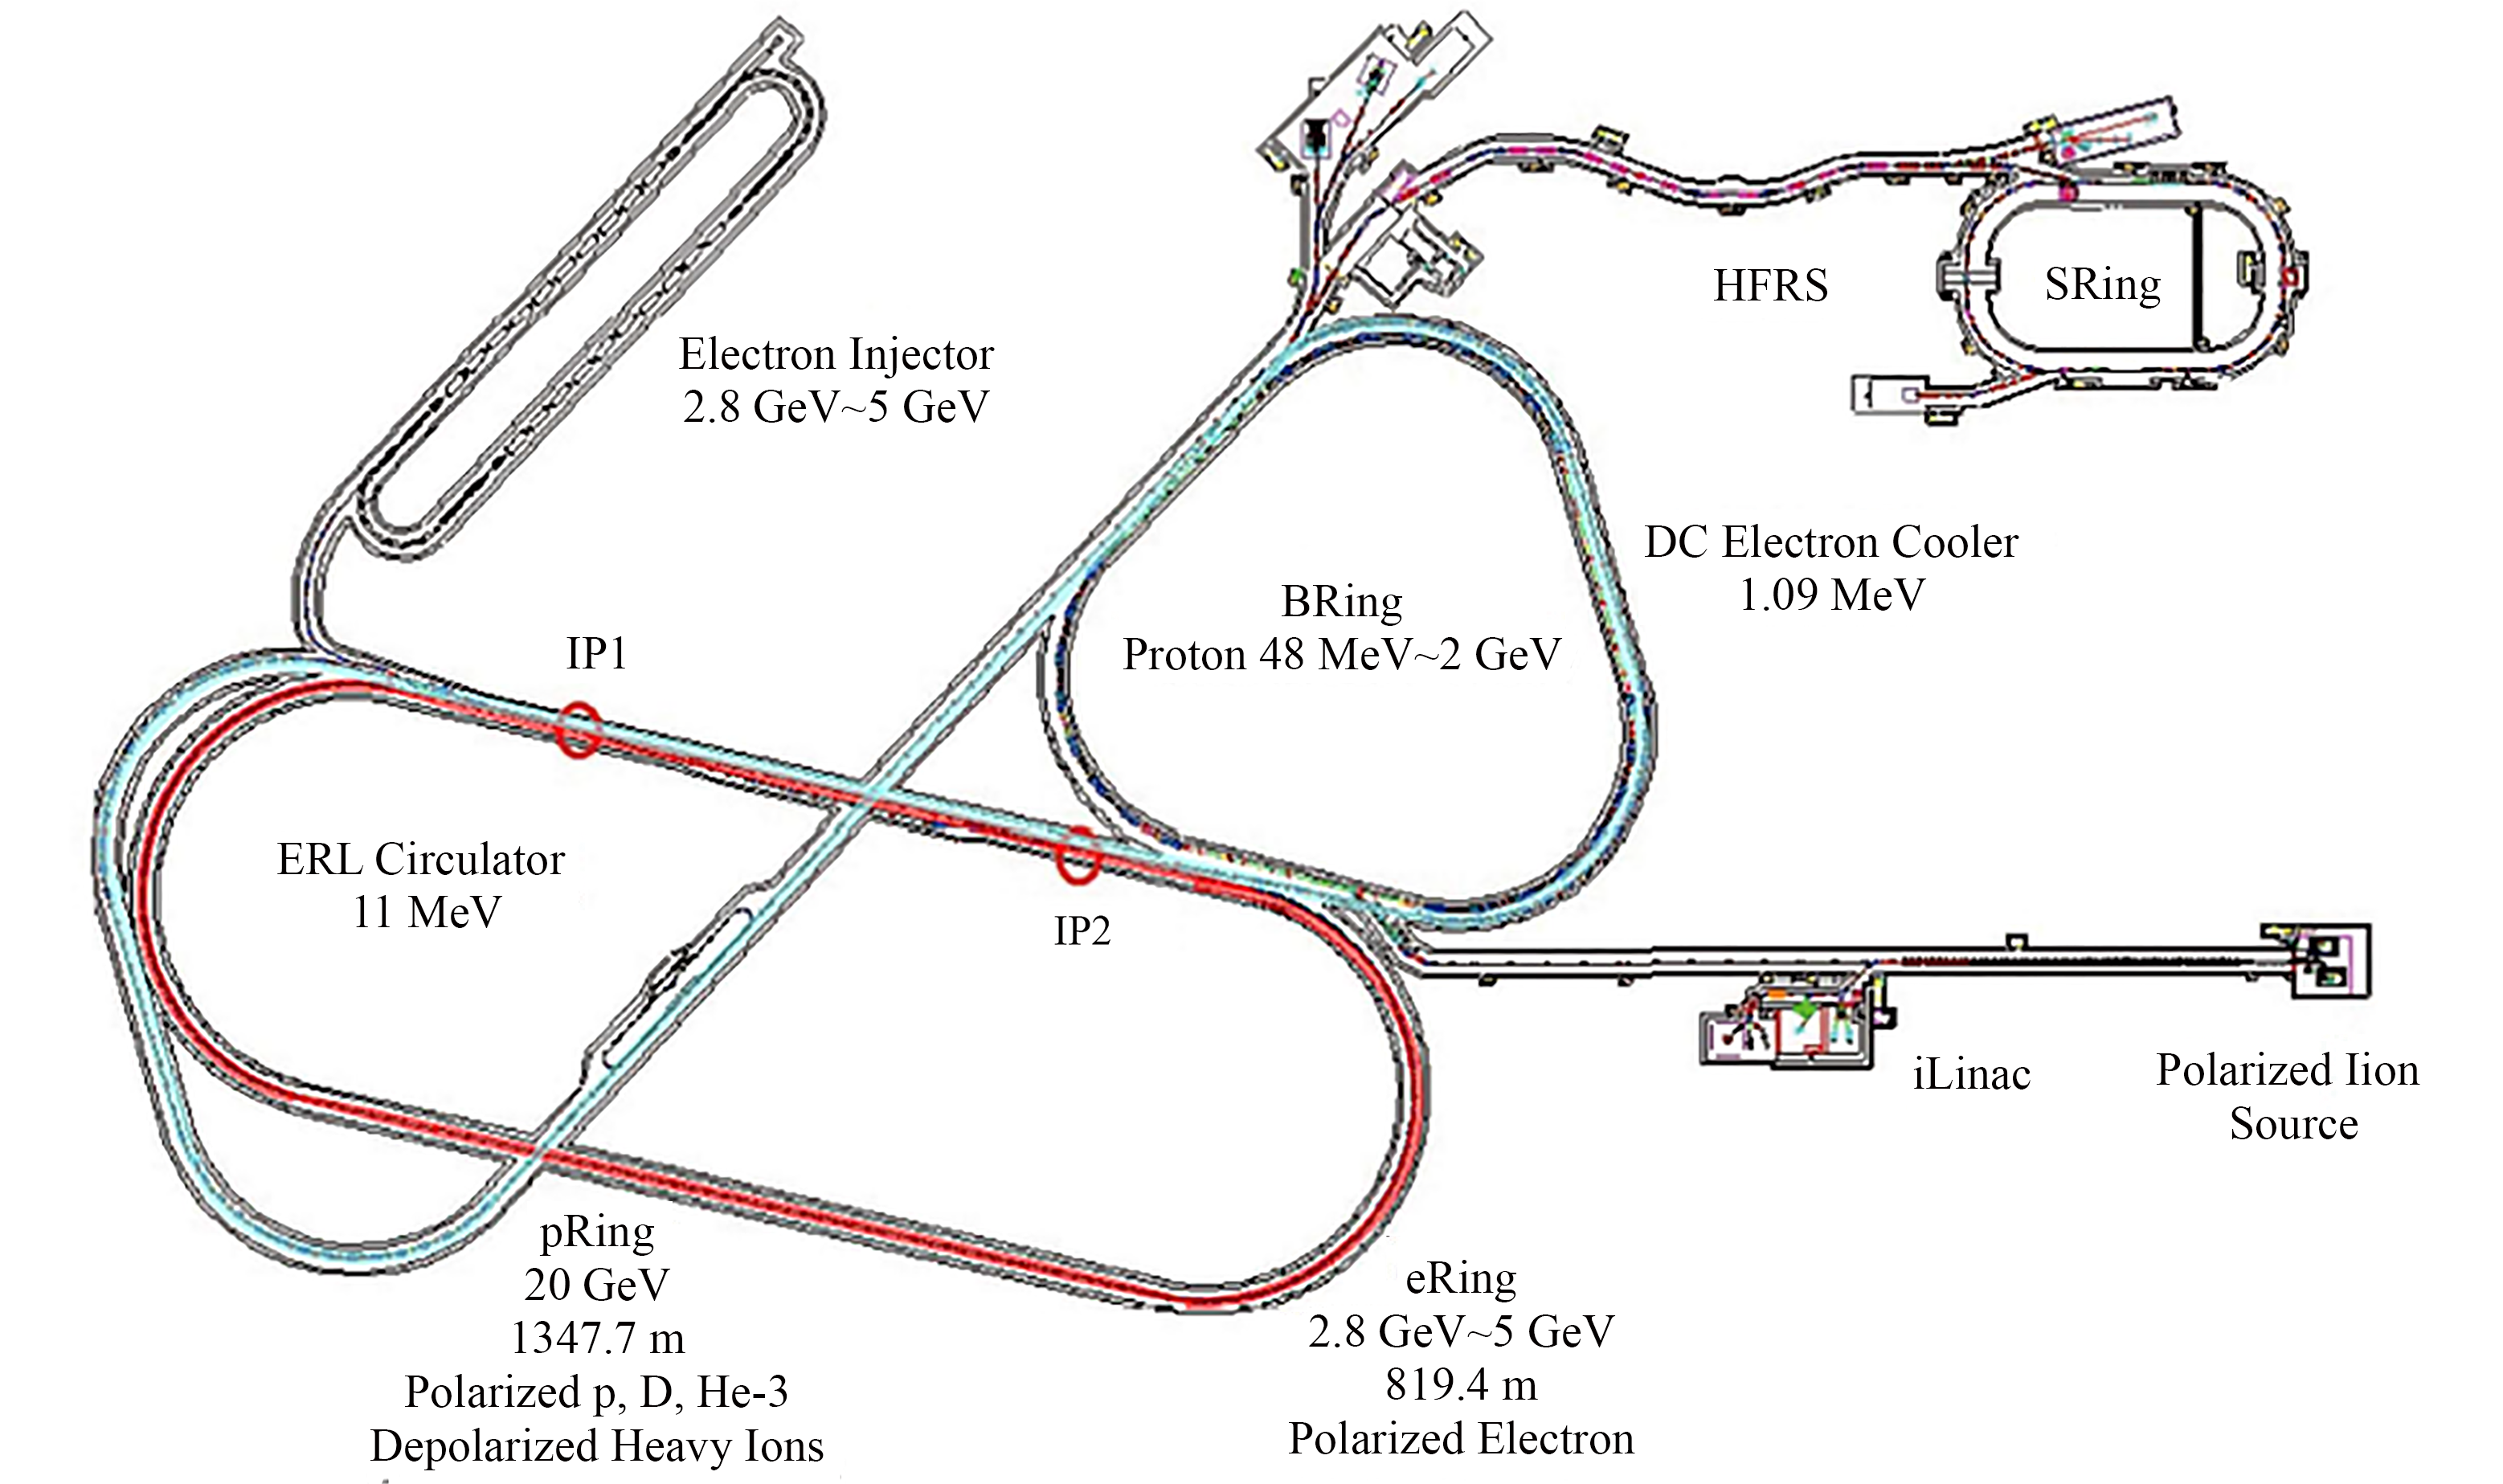 Electron Injector
2.8 GeV~5 GeV
HFRS
SRing
DC Electron Cooler
1.09 MeV
BRing
Proton 48 MeV~2 GeV
IP1
ERL Circulator
11 MeV
IP2
iLinac
Polarized Iion
Source
pRing
20 GeV
1347.7 m
Polarized p, D, He-3
Depolarized Heavy Ions
eRing
2.8 GeV~5 GeV
819.4 m
Polarized Electron